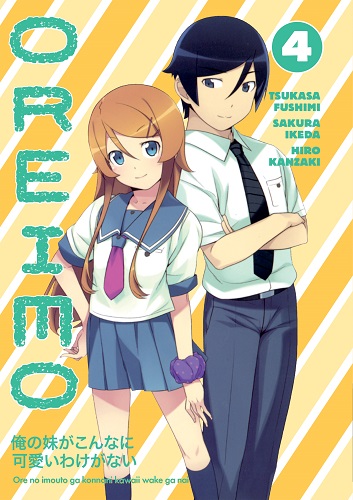 OREIMO
4
TSUKASA
FUSHIMI
SAKURA
IKEDA
HIRO
KANZAKI
俺の妹がこんなに
可愛いわけがない
Ore no imouto ga konnani kawaii wake ga nai